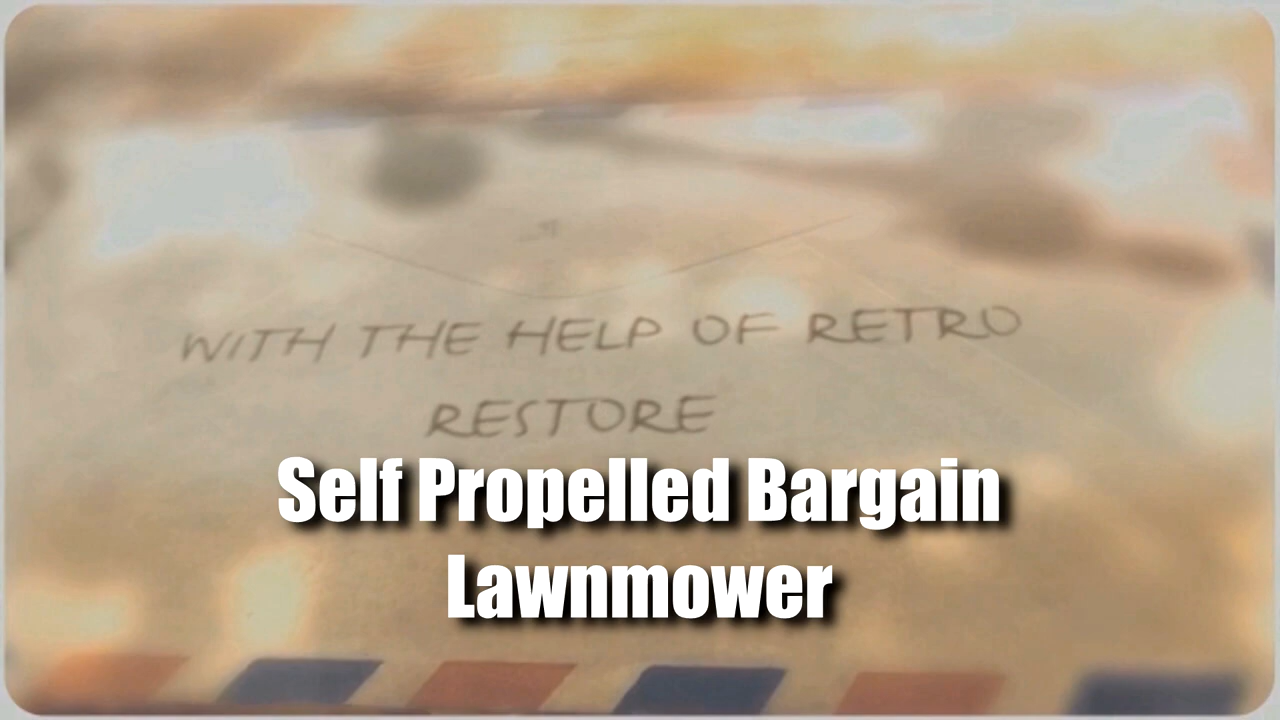 WITH THE HELP OF RETRO
RESTORE
Self Propelled Bargain
Lawnmower